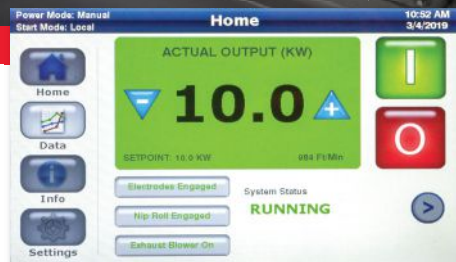 Power Mode: Manual
Start Mode: Local
Home
10:52 AM
3/4/2019
ACTUAL OUTPUT (KW)
10.0
SETPOINT: 10.0 KW
984 Ft/Min
Home
Data
Info
Settings
Electrodes Engaged
Nip Roll Engaged
Exhaust Blower On
System Status
RUNNING